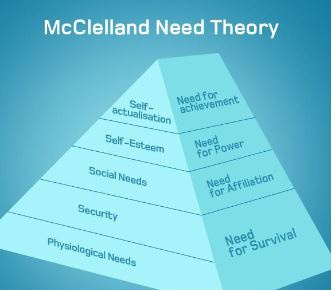 McClelland Need Theory
Self-
actualisation
Need for
achievement
Self-Esteem
Need
for Power
Social Needs
Need
for Affiliation
Security
Need
for Survival
Physiological Needs